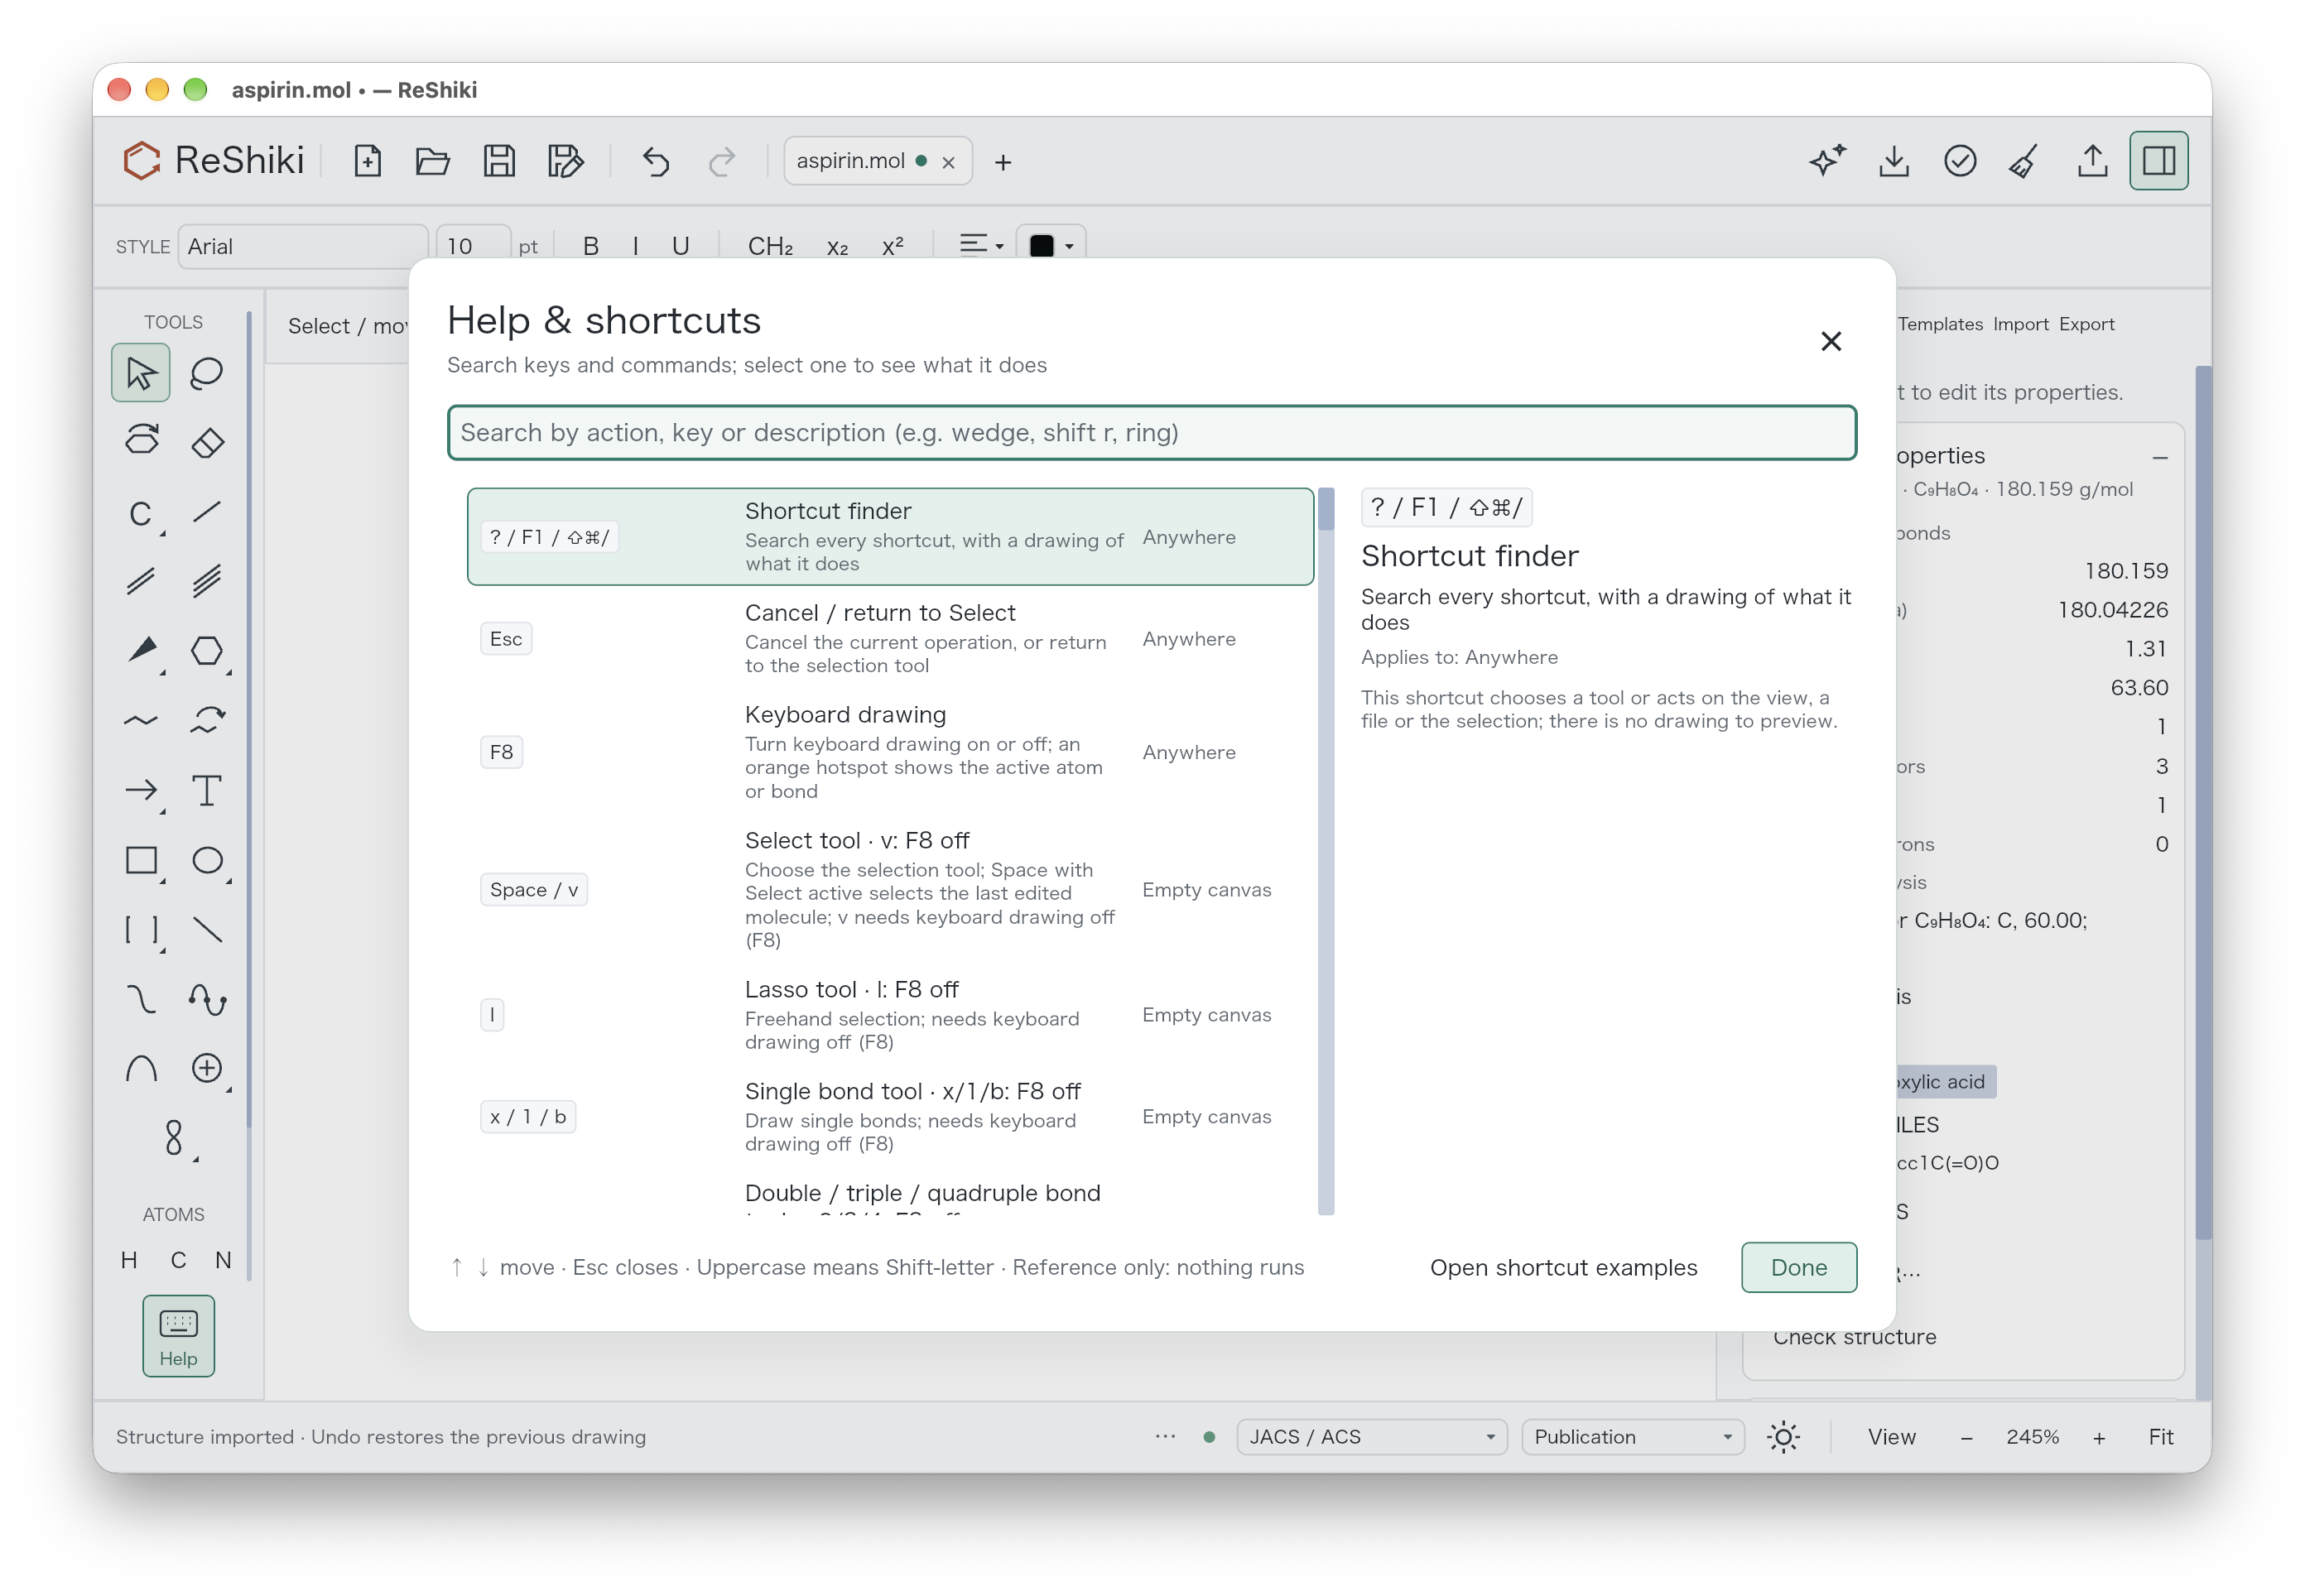 aspirin.mol • — ReShiki
ReShiki
aspirin.mol ● × +
STYLE Arial 10 pt B I U CH₂ x₂ x²
TOOLS
Select /
C
T
ATOMS
H C N
Help
Help & shortcuts
Search keys and commands; select one to see what it does
Search by action, key or description (e.g. wedge, shift r, ring)
? / F1 / ⇧⌘/
Shortcut finder
Search every shortcut, with a drawing of
what it does
Anywhere
Esc
Cancel / return to Select
Cancel the current operation, or return
to the selection tool
Anywhere
F8
Keyboard drawing
Turn keyboard drawing on or off; an
orange hotspot shows the active atom
or bond
Anywhere
Space / v
Select tool · v: F8 off
Choose the selection tool; Space with
Select active selects the last edited
molecule; v needs keyboard drawing off
(F8)
Empty canvas
l
Lasso tool · l: F8 off
Freehand selection; needs keyboard
drawing off (F8)
Empty canvas
x / 1 / b
Single bond tool · x/1/b: F8 off
Draw single bonds; needs keyboard
drawing off (F8)
Empty canvas
Double / triple / quadruple bond
? / F1 / ⇧⌘/
Shortcut finder
Search every shortcut, with a drawing of what it
does
Applies to: Anywhere
This shortcut chooses a tool or acts on the view, a
file or the selection; there is no drawing to preview.
↑ ↓ move · Esc closes · Uppercase means Shift-letter · Reference only: nothing runs
Open shortcut examples
Done
Templates Import Export
to edit its properties.
· C₉H₈O₄ · 180.159 g/mol
180.159
180.04226
1.31
63.60
1
3
1
0
C₉H₈O₄: C, 60.00;
acid
cc1C(=O)O
Check structure
Structure imported · Undo restores the previous drawing
··· ● JACS / ACS Publication View − 245% + Fit